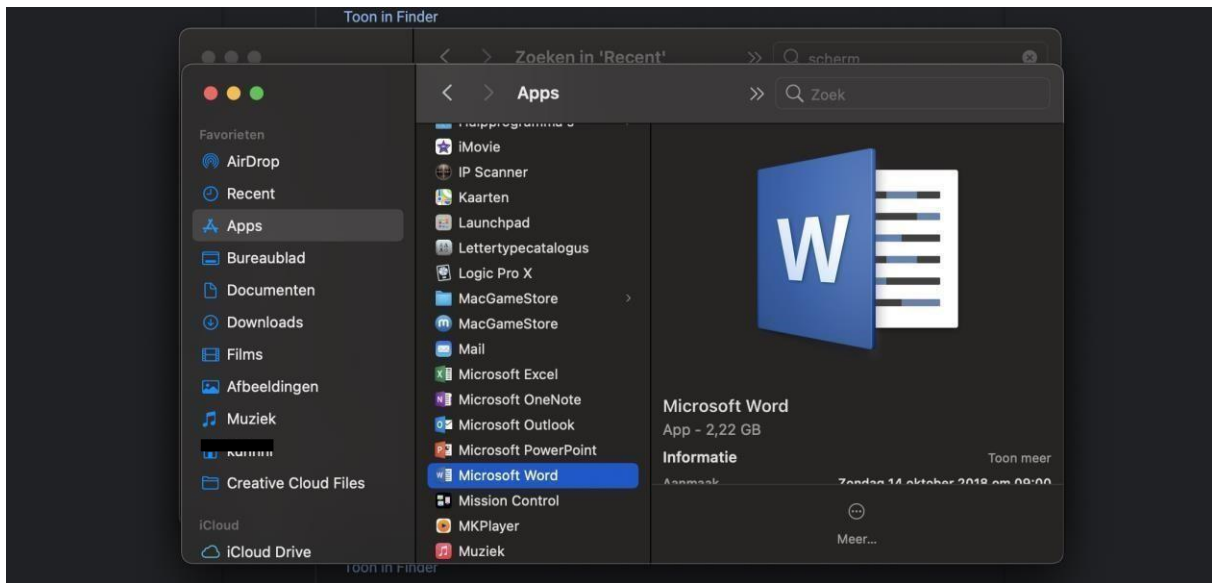 Toon in Finder
Zoeken in 'Recent'
scherm
Apps
Zoek
Favorieten
AirDrop
Recent
Apps
Bureaublad
Documenten
Downloads
Films
Afbeeldingen
Muziek
Creative Cloud Files
iCloud
iCloud Drive
Hulpprogramma's
iMovie
IP Scanner
Kaarten
Launchpad
Lettertypecatalogus
Logic Pro X
MacGameStore
MacGameStore
Mail
Microsoft Excel
Microsoft OneNote
Microsoft Outlook
Microsoft PowerPoint
Microsoft Word
Mission Control
MKPlayer
Muziek
W
Microsoft Word
App - 2,22 GB
Informatie Toon meer
Aanmaak Zondag 14 oktober 2018 om 09:00
Meer...
Toon in Finder